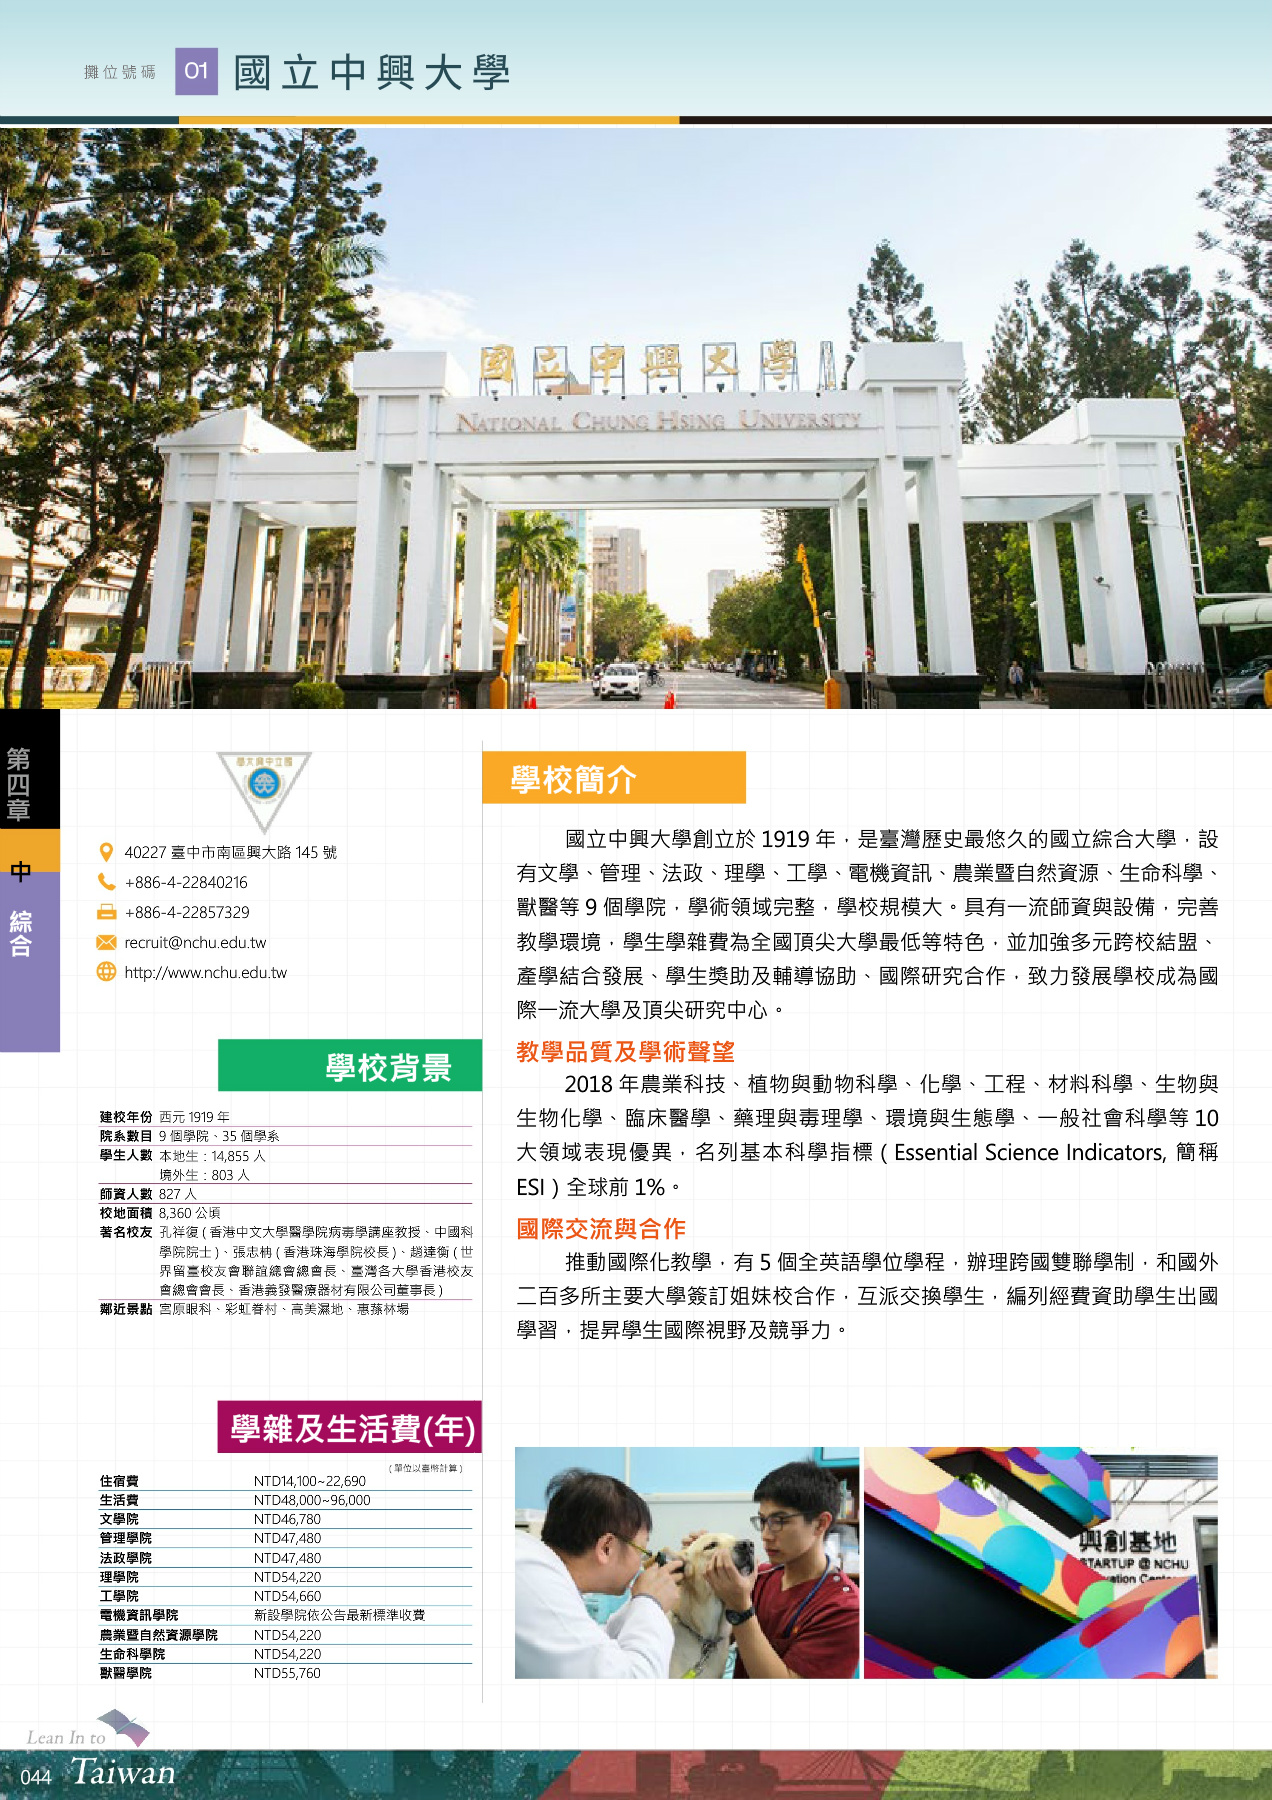 攤位號碼 01 國立中興大學
國立中興大學
NATIONAL CHUNG HSING UNIVERSITY
第四章
中
綜合
學大興中立國
40227 臺中市南區興大路 145 號
+886-4-22840216
+886-4-22857329
recruit@nchu.edu.tw
http://www.nchu.edu.tw
學校背景
建校年份 西元 1919 年
院系數目 9 個學院、35 個學系
學生人數 本地生：14,855 人
境外生：803 人
師資人數 827 人
校地面積 8,360 公頃
著名校友 孔祥復 ( 香港中文大學醫學院病毒學講座教授、中國科
學院院士 )、張忠柟 ( 香港珠海學院校長 )、趙達衡 ( 世
界留臺校友會聯誼總會總會長、臺灣各大學香港校友
會總會會長、香港義發醫療器材有限公司董事長 )
鄰近景點 宮原眼科、彩虹眷村、高美濕地、惠蓀林場
學雜及生活費(年)
( 單位以臺幣計算 )
住宿費 NTD14,100~22,690
生活費 NTD48,000~96,000
文學院 NTD46,780
管理學院 NTD47,480
法政學院 NTD47,480
理學院 NTD54,220
工學院 NTD54,660
電機資訊學院 新設學院依公告最新標準收費
農業暨自然資源學院 NTD54,220
生命科學院 NTD54,220
獸醫學院 NTD55,760
學校簡介
國立中興大學創立於 1919 年，是臺灣歷史最悠久的國立綜合大學，設
有文學、管理、法政、理學、工學、電機資訊、農業暨自然資源、生命科學、
獸醫等 9 個學院，學術領域完整，學校規模大。具有一流師資與設備，完善
教學環境，學生學雜費為全國頂尖大學最低等特色，並加強多元跨校結盟、
產學結合發展、學生獎助及輔導協助、國際研究合作，致力發展學校成為國
際一流大學及頂尖研究中心。
教學品質及學術聲望
2018 年農業科技、植物與動物科學、化學、工程、材料科學、生物與
生物化學、臨床醫學、藥理與毒理學、環境與生態學、一般社會科學等 10
大領域表現優異，名列基本科學指標 ( Essential Science Indicators, 簡稱
ESI ) 全球前 1%。
國際交流與合作
推動國際化教學，有 5 個全英語學位學程，辦理跨國雙聯學制，和國外
二百多所主要大學簽訂姐妹校合作，互派交換學生，編列經費資助學生出國
學習，提昇學生國際視野及競爭力。
興創基地
STARTUP @ NCHU
Lean In to
044 Taiwan